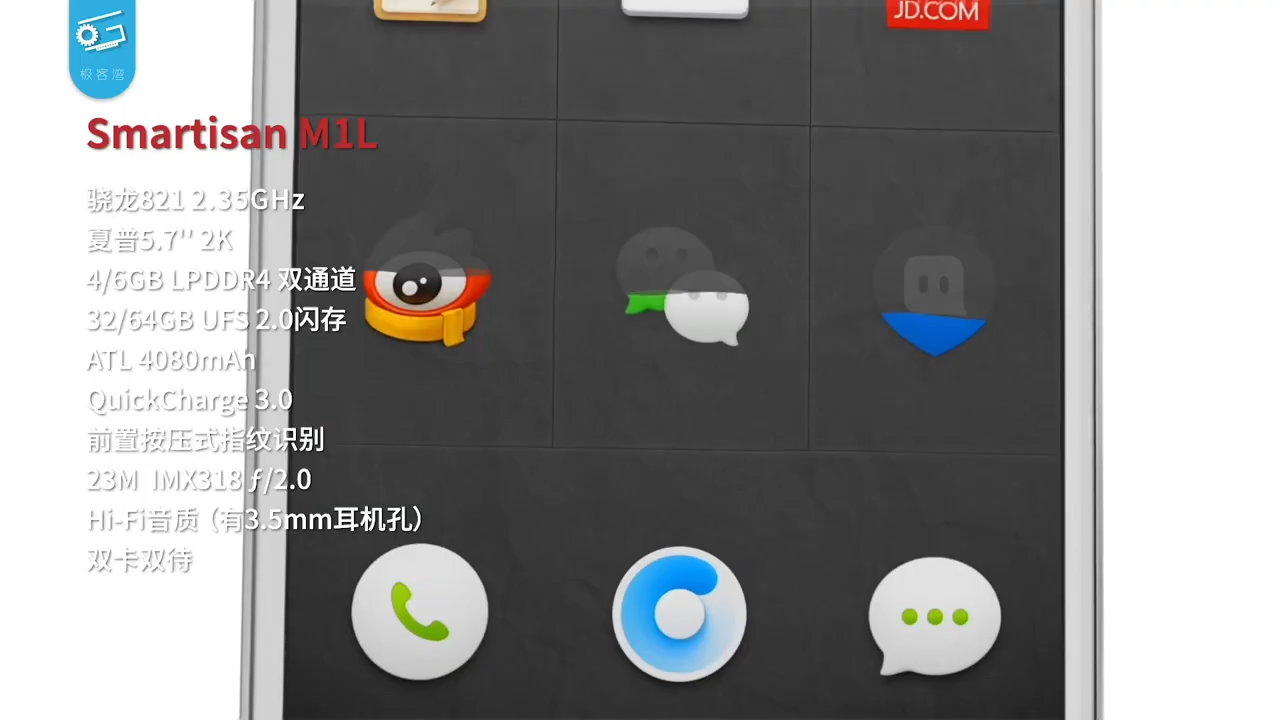 JD.COM
极客湾
Smartisan M1L
骁龙821 2.35GHz
夏普5.7'' 2K
4/6GB LPDDR4 双通道
32/64GB UFS 2.0闪存
ATL 4080mAh
QuickCharge 3.0
前置按压式指纹识别
23M IMX318 ƒ/2.0
Hi-Fi音质（有3.5mm耳机孔）
双卡双待